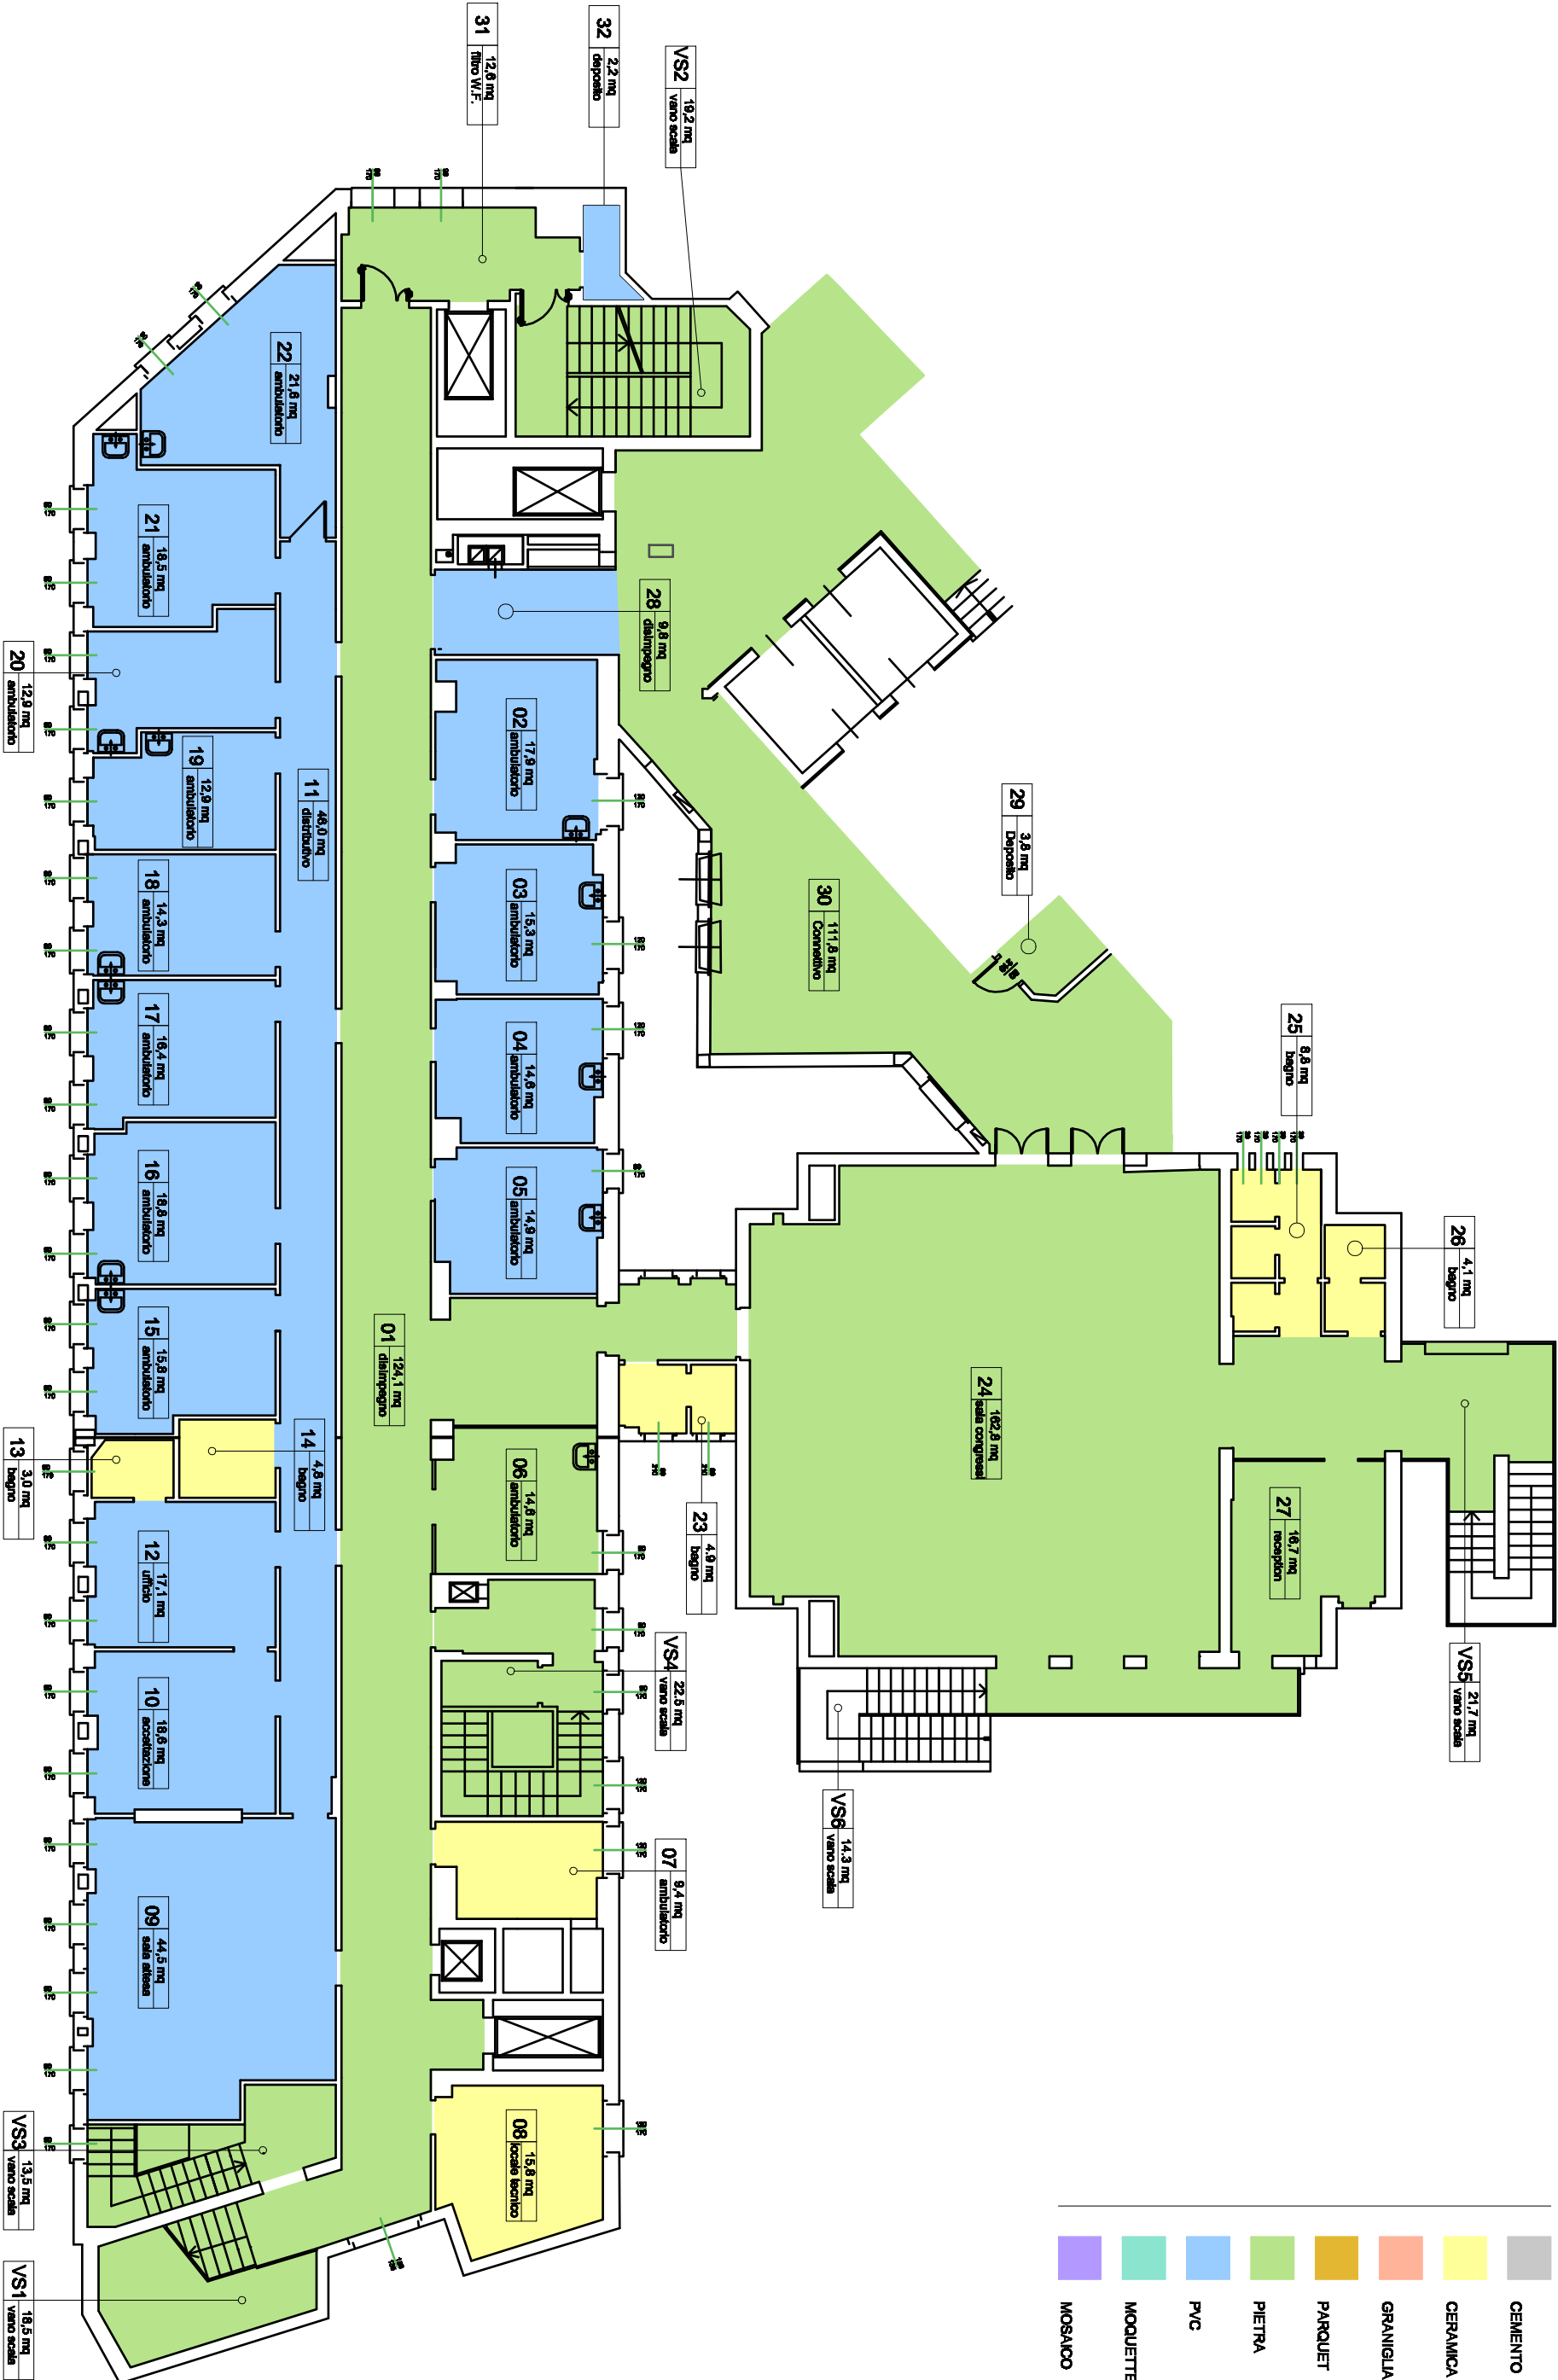 CEMENTO
CERAMICA
GRANIGLIA
PARQUET
PIETRA
PVC
MOQUETTE
MOSAICO
26
4,1 mq
bagno
VS5
21,7 mq
vano scala
25
8,8 mq
bagno
27
16,7 mq
reception
29
3,8 mq
Deposito
24
162,8 mq
sala congressi
30
111,8 mq
Connettivo
VS6
14.3 mq
vano scala
VS2
19,2 mq
vano scala
23
4.9 mq
bagno
28
9,8 mq
disimpegno
VS4
22.5 mq
vano scala
07
9,4 mq
ambulatorio
32
2,2 mq
deposito
02
17,9 mq
ambulatorio
03
15,3 mq
ambulatorio
04
14,6 mq
ambulatorio
05
14,9 mq
ambulatorio
06
14,6 mq
ambulatorio
08
15,8 mq
locale tecnico
31
12,6 mq
filtro W.F.
01
124,1 mq
disimpegno
11
46,0 mq
distributivo
14
4,8 mq
bagno
22
21,6 mq
ambulatorio
19
12,9 mq
ambulatorio
21
18,5 mq
ambulatorio
18
14,3 mq
ambulatorio
17
16,4 mq
ambulatorio
16
18,8 mq
ambulatorio
15
15,8 mq
ambulatorio
12
17,1 mq
ufficio
10
18,6 mq
accettazione
09
44,5 mq
sala attesa
20
12,9 mq
ambulatorio
13
3,0 mq
bagno
VS3
13,5 mq
vano scala
VS1
18,5 mq
vano scala